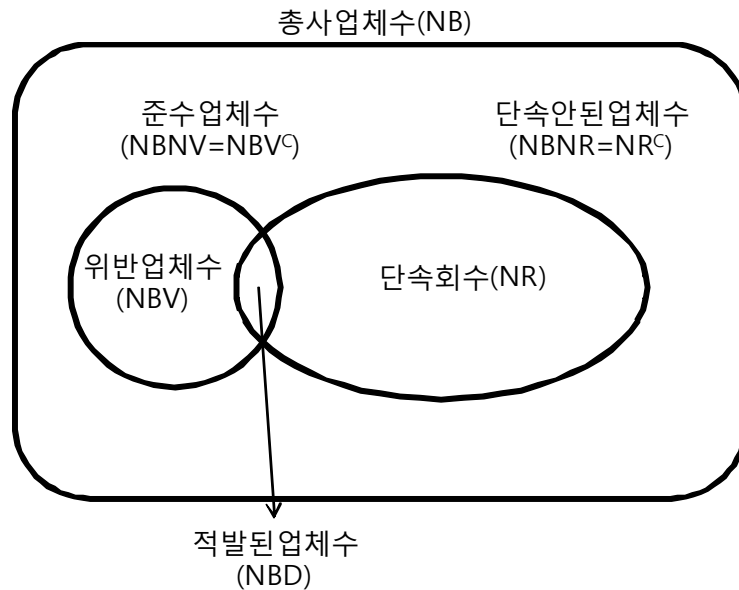 총사업체수(NB)
준수업체수
(NBNV=NBVᶜ)
단속안된업체수
(NBNR=NRᶜ)
위반업체수
(NBV)
단속회수(NR)
적발된업체수
(NBD)